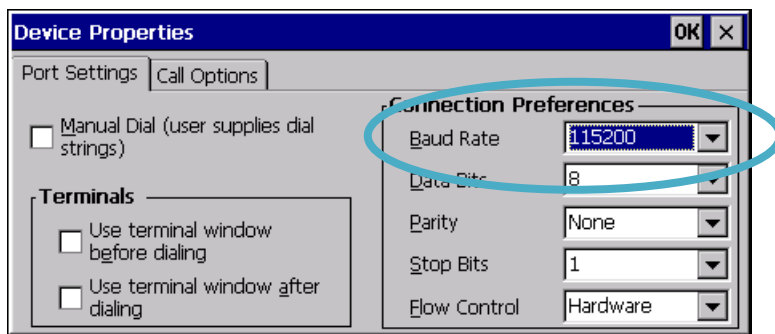 Device Properties OK ×
Port Settings Call Options
Manual Dial (user supplies dial
strings)
Terminals
Use terminal window
before dialing
Use terminal window after
dialing
Connection Preferences
Baud Rate 115200
Data Bits 8
Parity None
Stop Bits 1
Flow Control Hardware